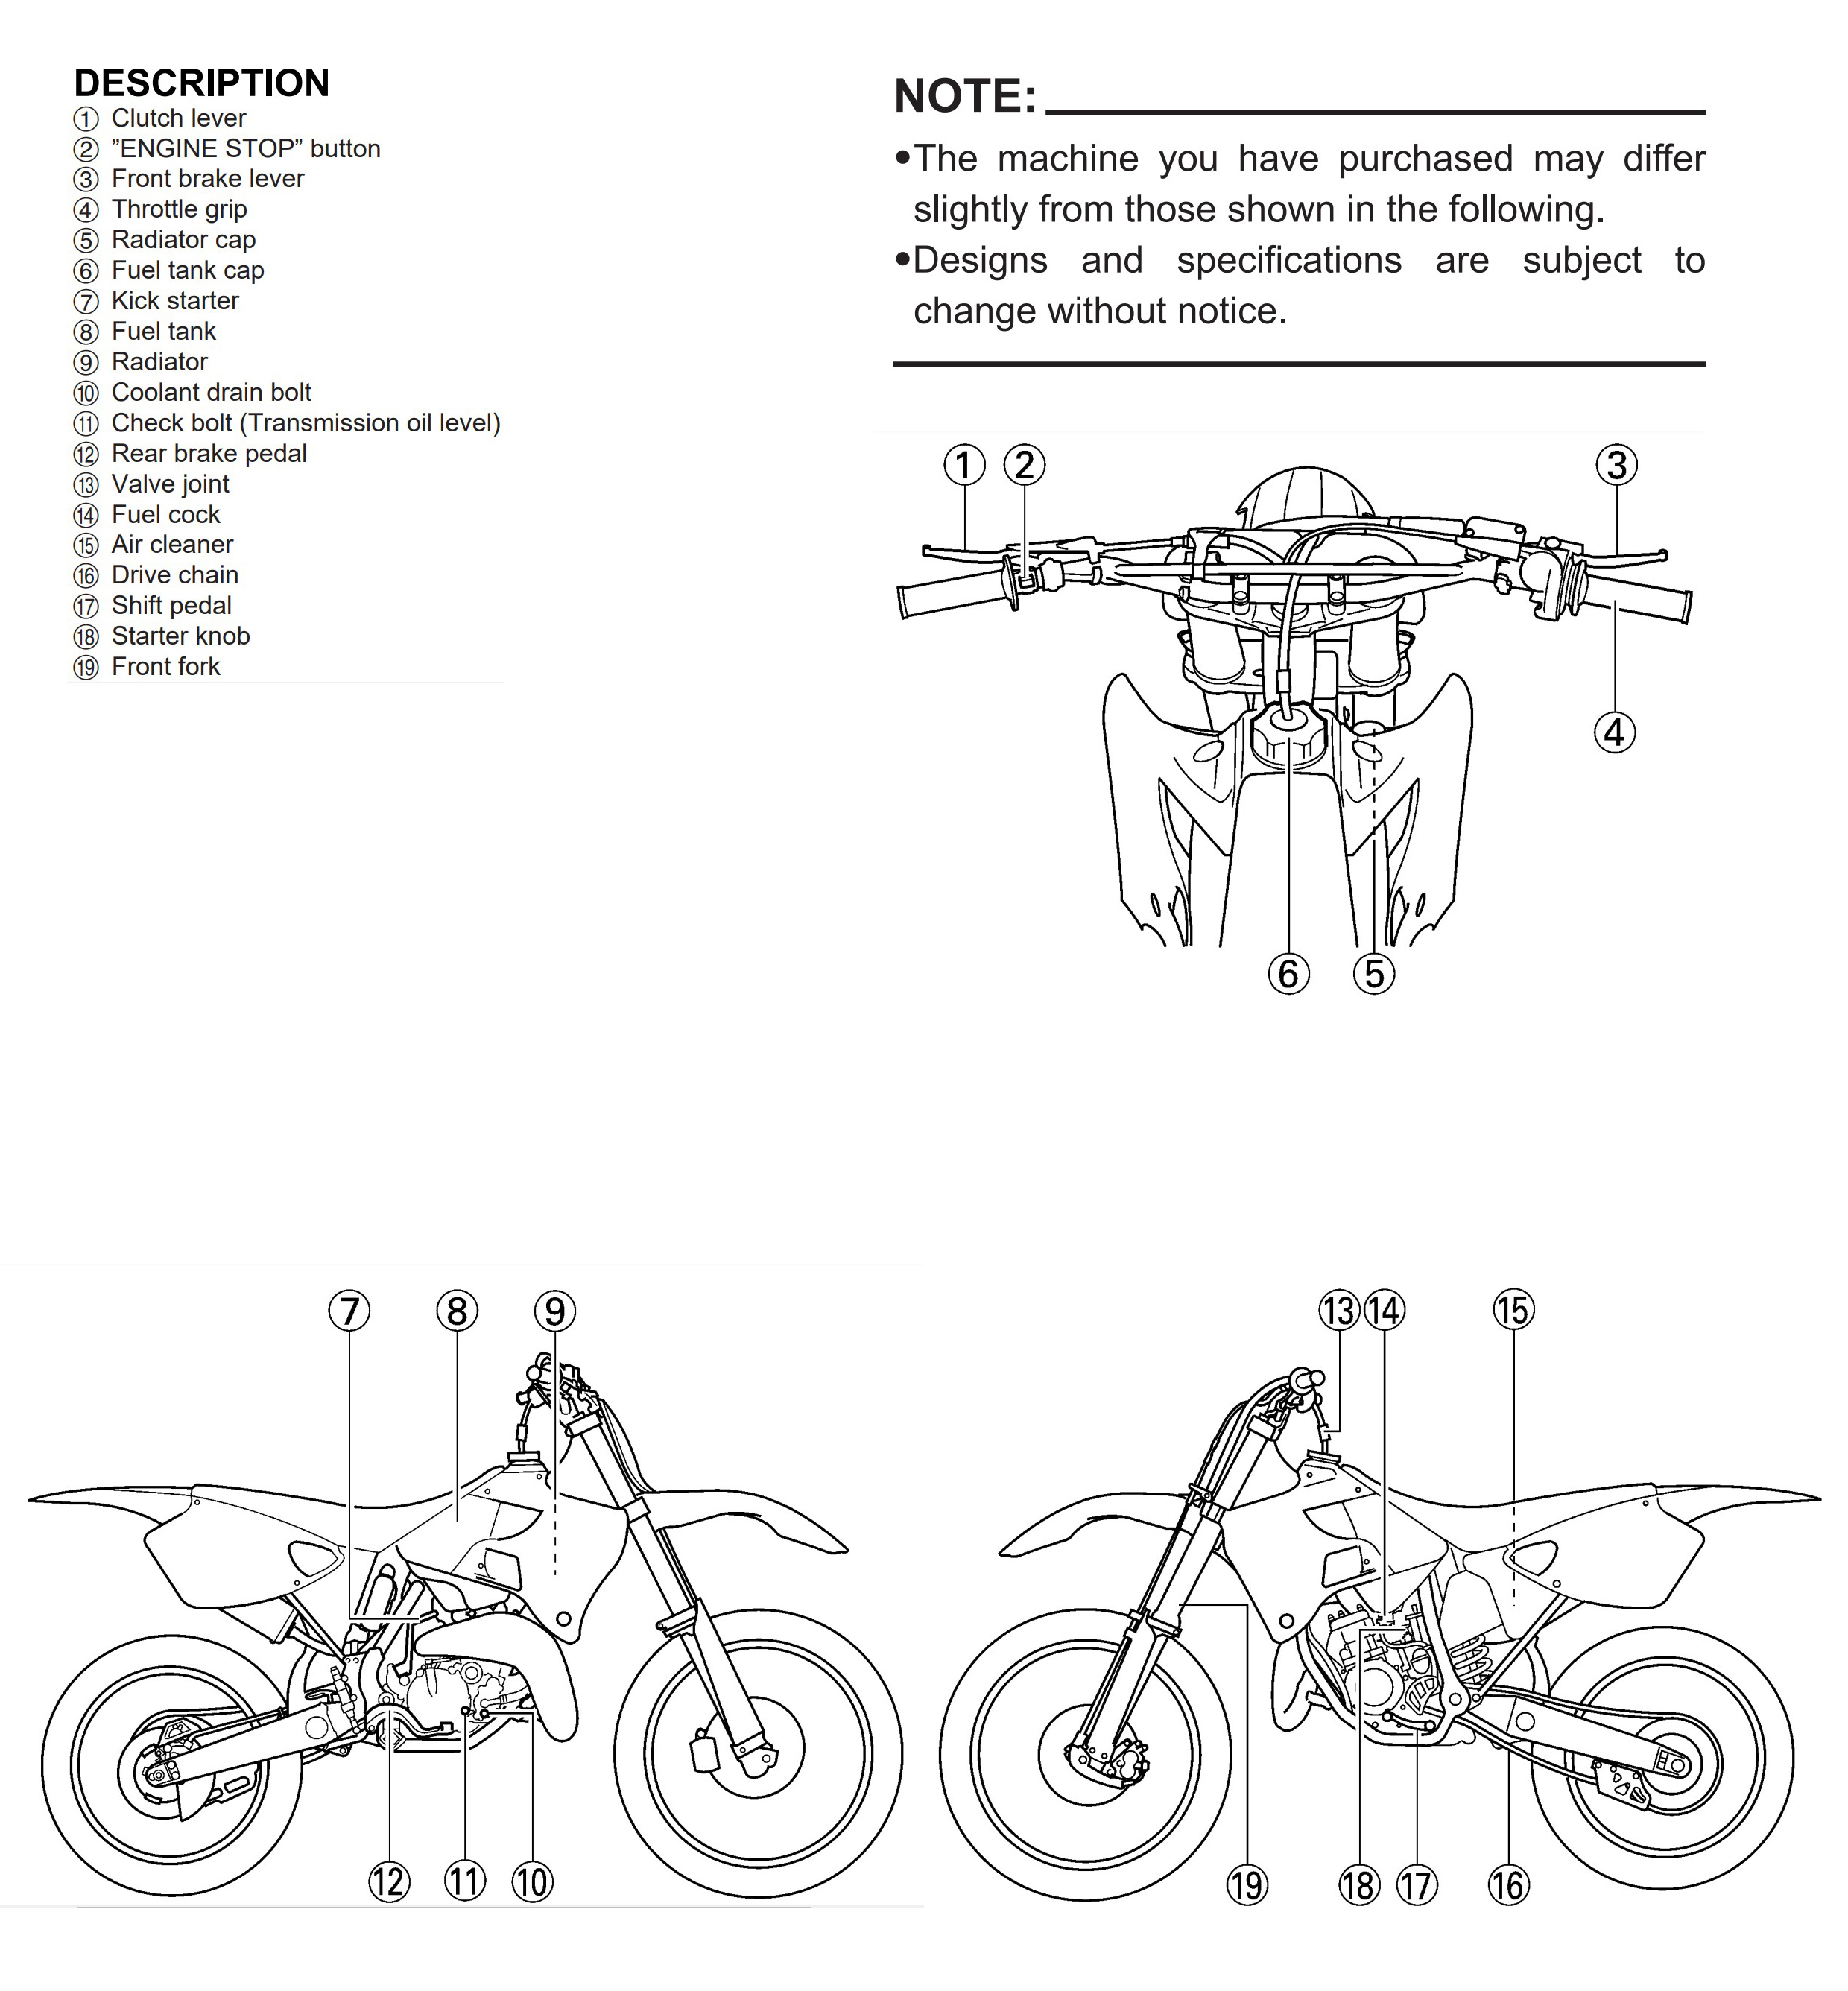 DESCRIPTION
① Clutch lever
② ”ENGINE STOP” button
③ Front brake lever
④ Throttle grip
⑤ Radiator cap
⑥ Fuel tank cap
⑦ Kick starter
⑧ Fuel tank
⑨ Radiator
⑩ Coolant drain bolt
⑪ Check bolt (Transmission oil level)
⑫ Rear brake pedal
⑬ Valve joint
⑭ Fuel cock
⑮ Air cleaner
⑯ Drive chain
⑰ Shift pedal
⑱ Starter knob
⑲ Front fork
NOTE:
•The machine you have purchased may differ
slightly from those shown in the following.
•Designs and specifications are subject to
change without notice.
① ② ③
④
⑥ ⑤
⑦ ⑧ ⑨
⑫ ⑪ ⑩
⑬ ⑭ ⑮
⑲ ⑱ ⑰ ⑯